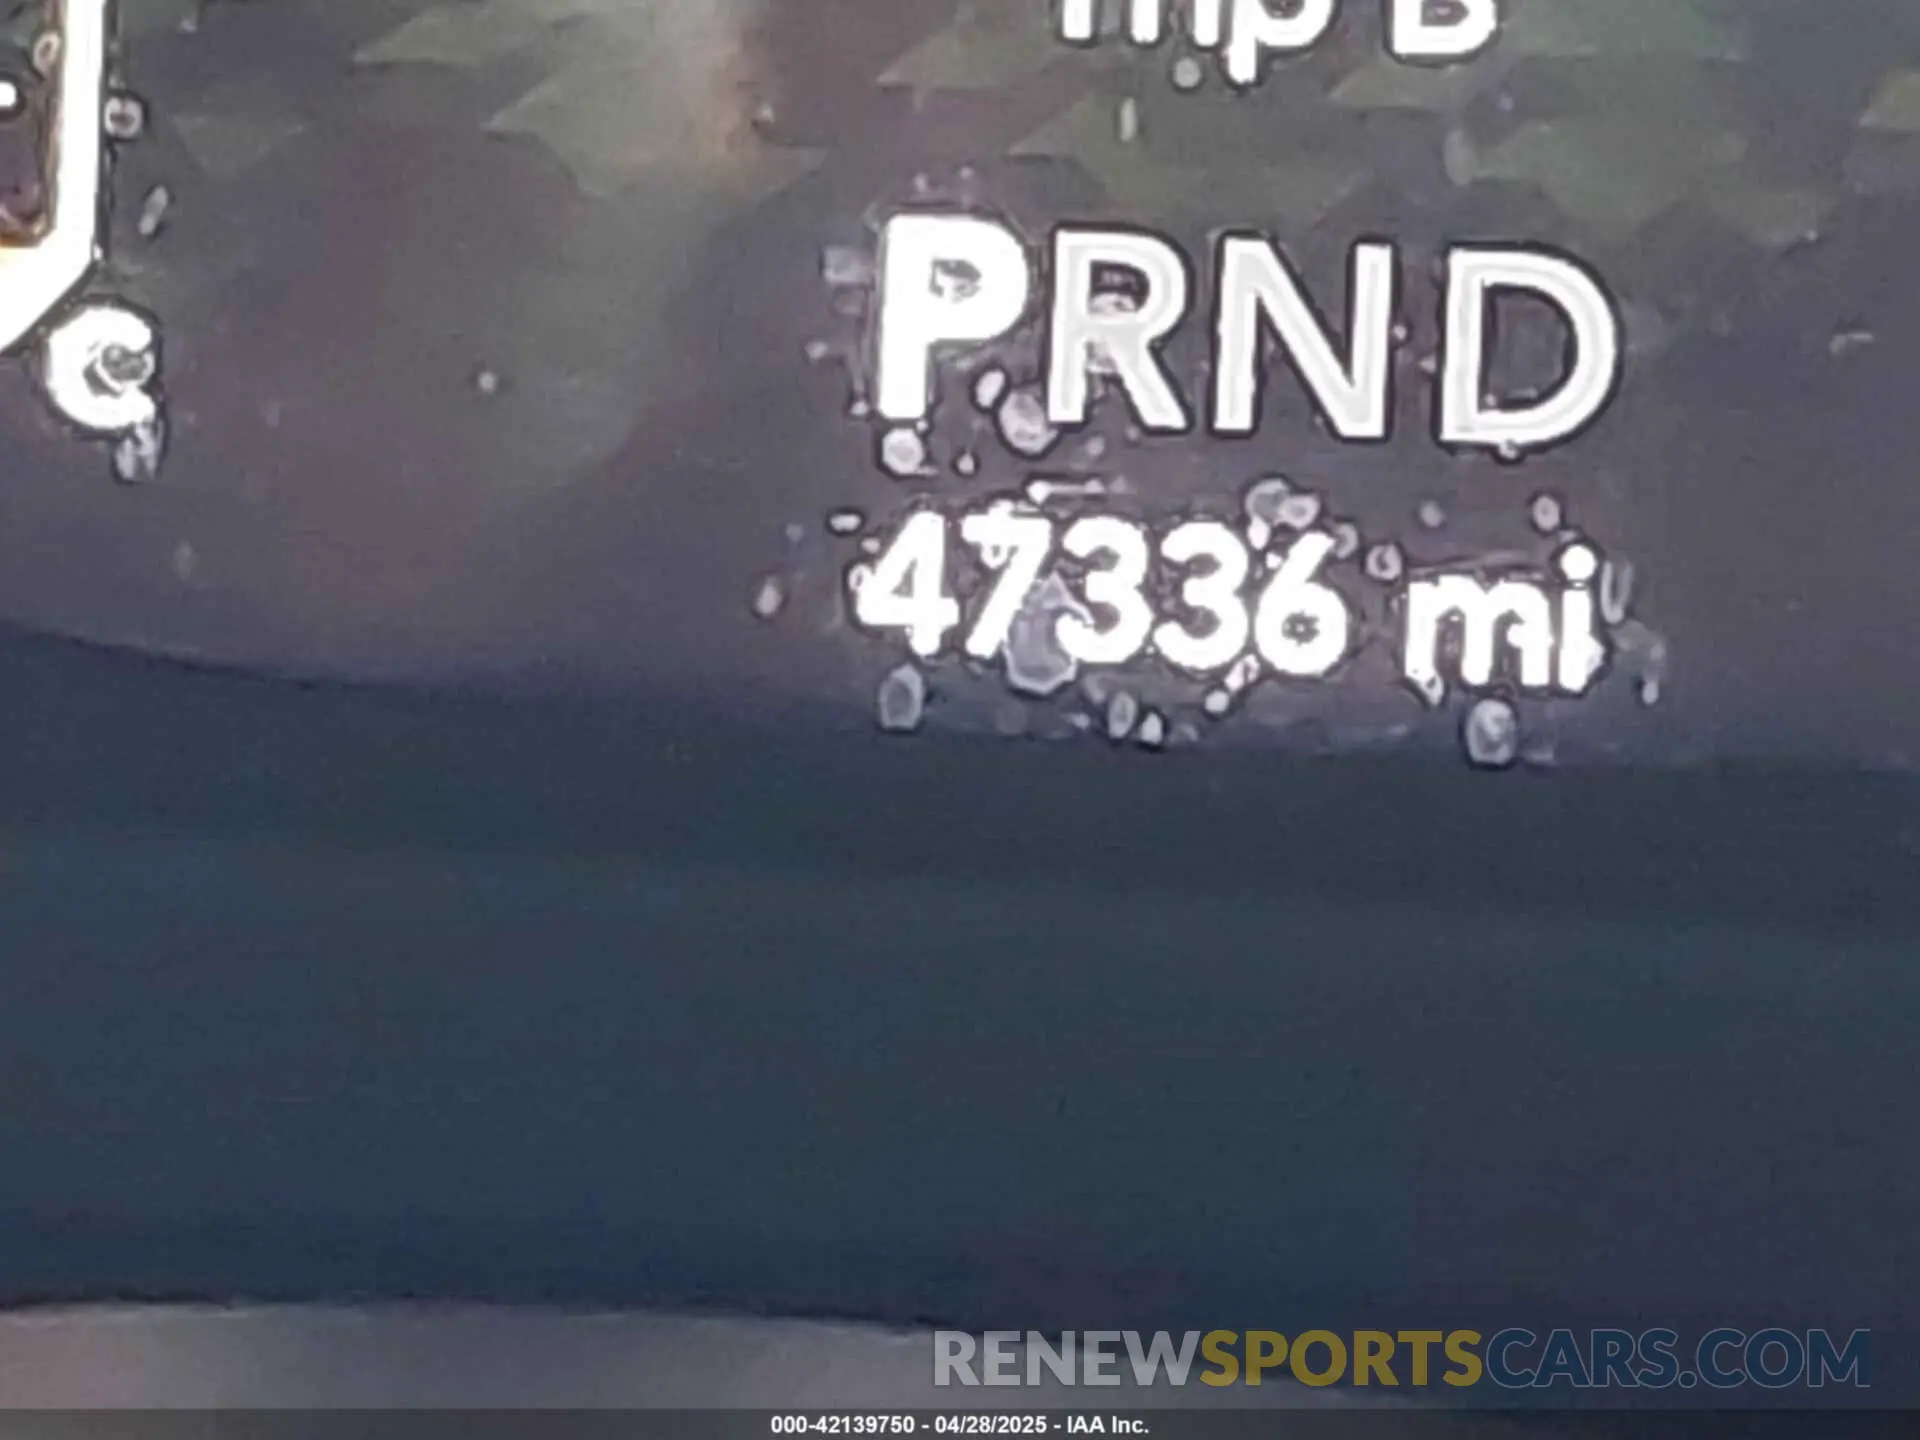 Trip B
C
PRND
47336 mi
RENEWSPORTSCARS.COM
000-42139750 - 04/28/2025 - IAA Inc.